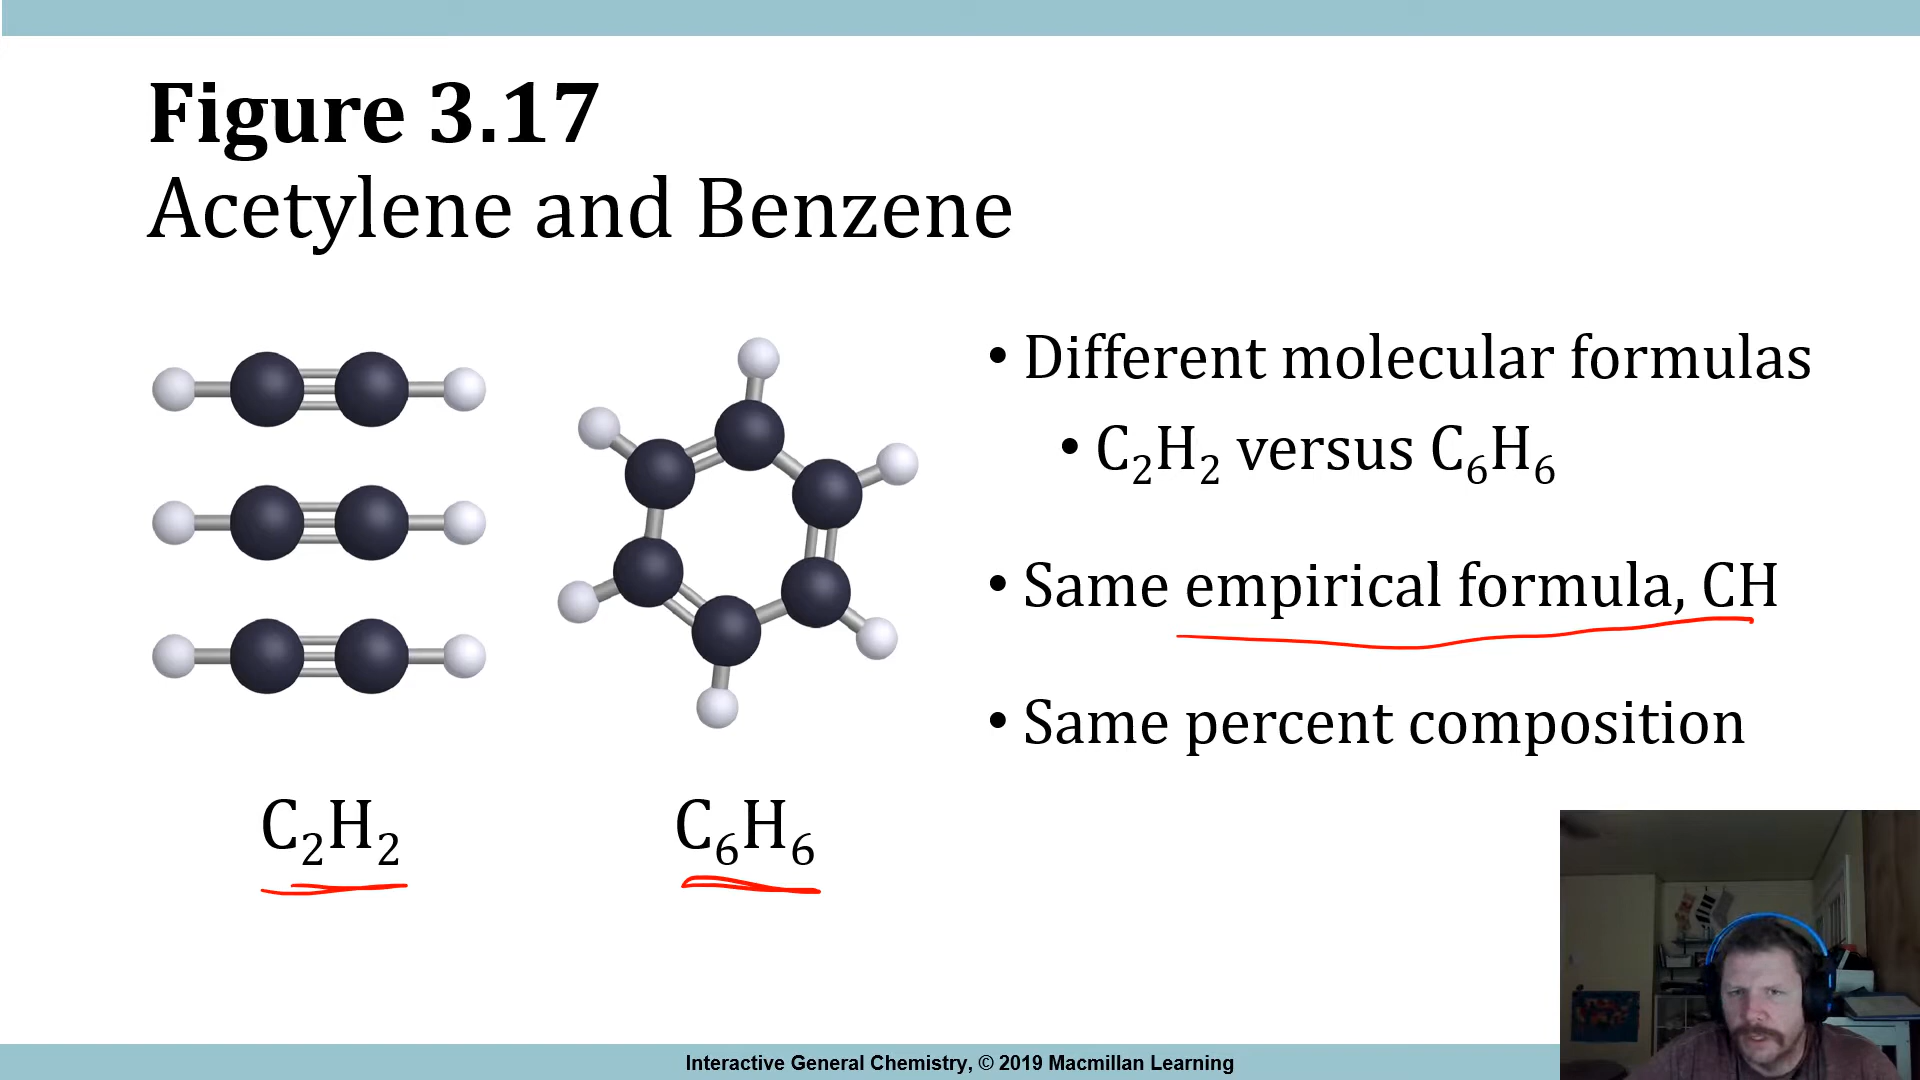 Figure 3.17
Acetylene and Benzene
• Different molecular formulas
• C₂H₂ versus C₆H₆
• Same empirical formula, CH
• Same percent composition
C₂H₂
C₆H₆
Interactive General Chemistry, © 2019 Macmillan Learning